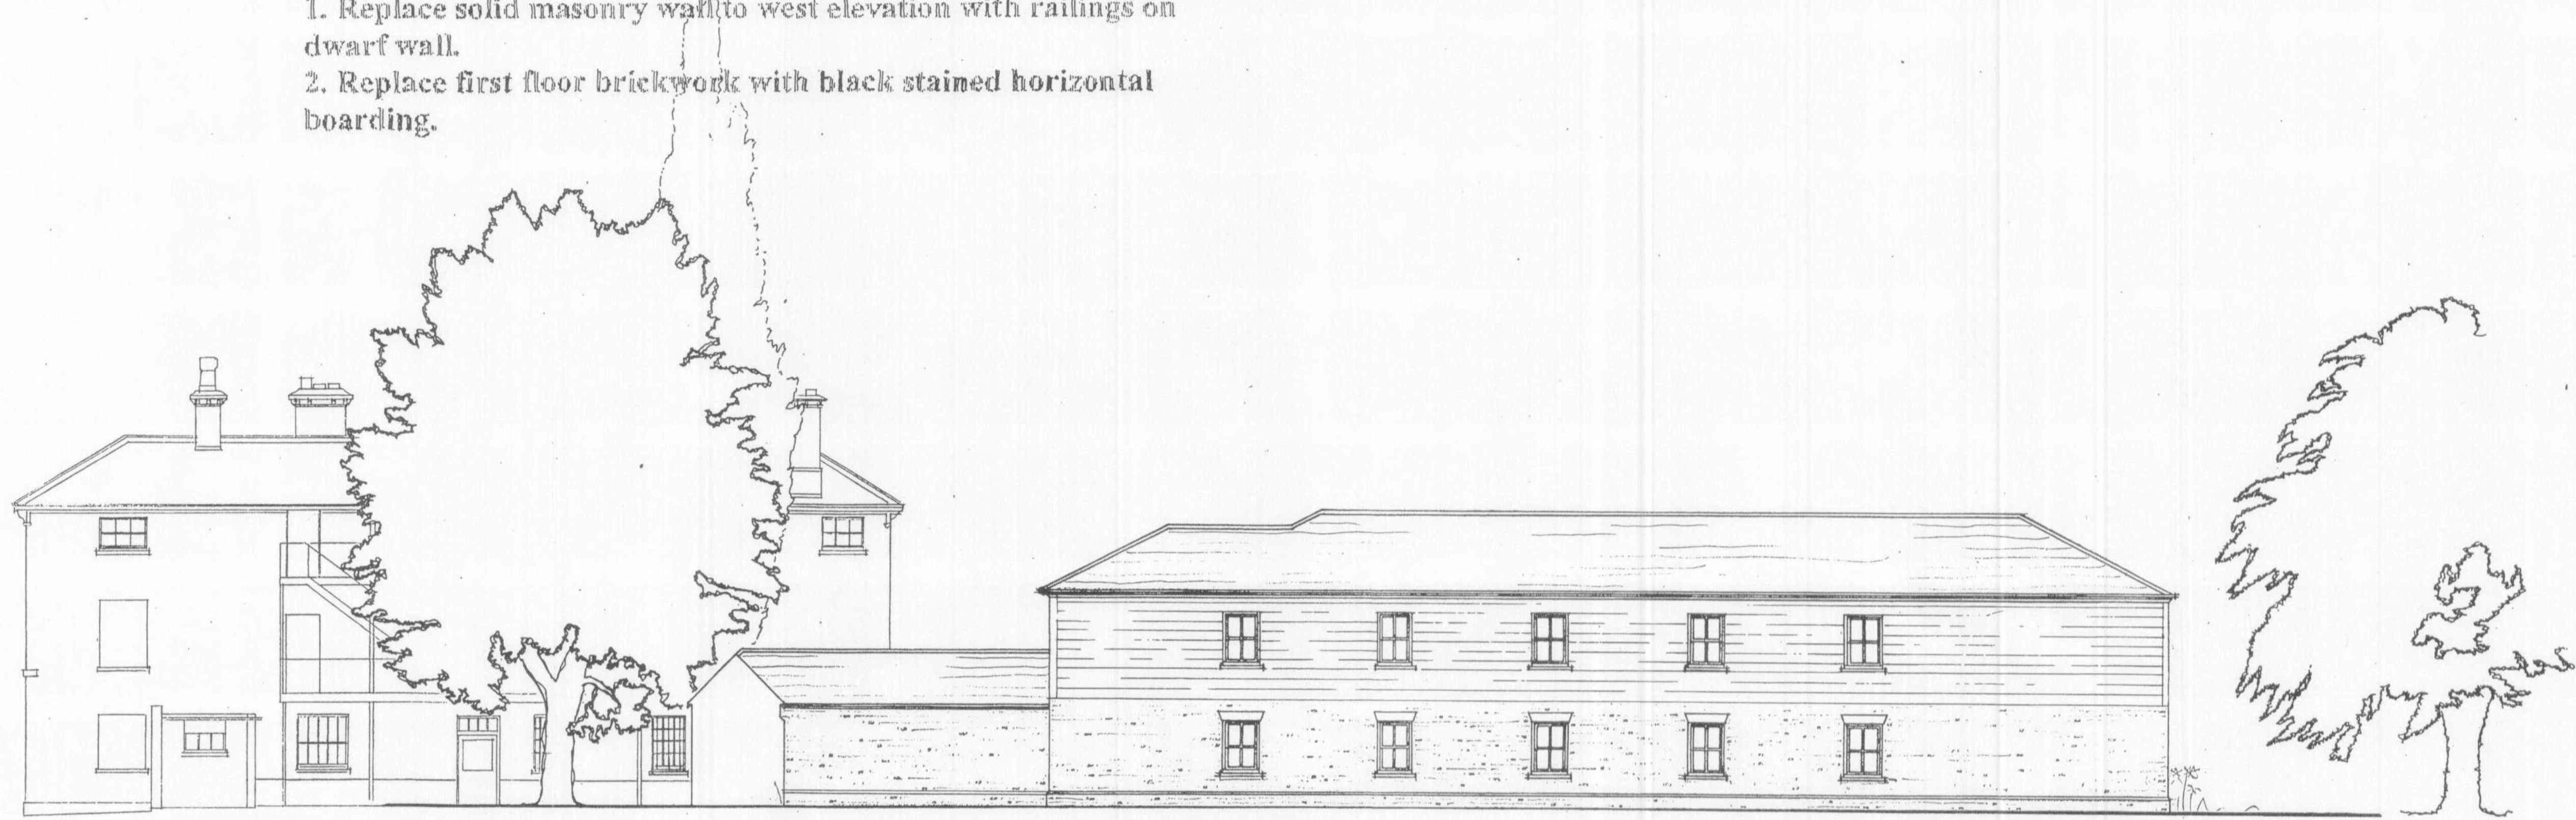 1. Replace solid masonry wall to west elevation with railings on
dwarf wall.
2. Replace first floor brickwork with black stained horizontal
boarding.